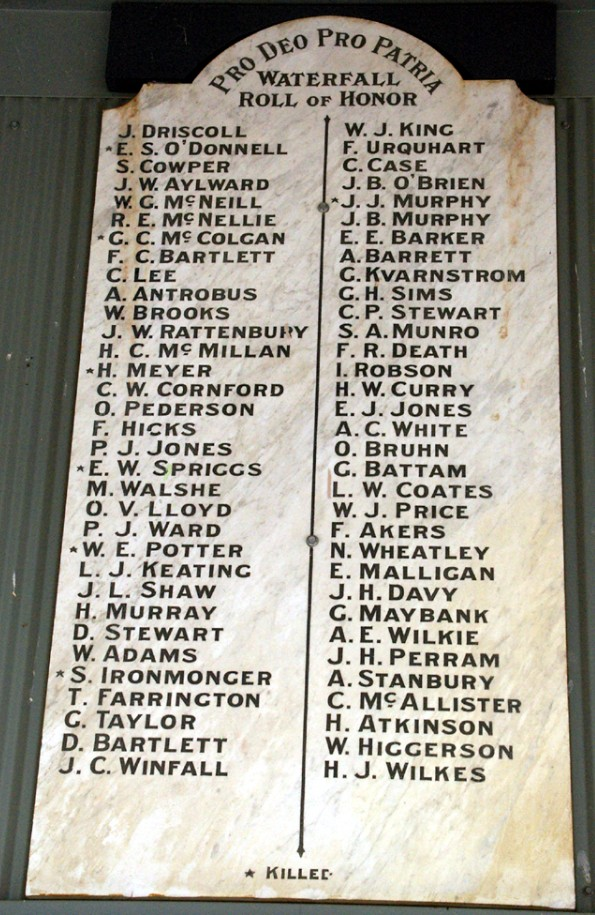 PRO DEO PRO PATRIA
WATERFALL
ROLL OF HONOR
J. DRISCOLL
* E. S. O'DONNELL
S. COWPER
J. W. AYLWARD
W. G. McNEILL
R. E. McNELLIE
* G. C. McCOLGAN
F. C. BARTLETT
C. LEE
A. ANTROBUS
W. BROOKS
J. W. RATTENBURY
H. C. McMILLAN
* H. MEYER
C. W. CORNFORD
O. PEDERSON
F. HICKS
P. J. JONES
* E. W. SPRIGGS
M. WALSHE
O. V. LLOYD
P. J. WARD
* W. E. POTTER
L. J. KEATING
J. L. SHAW
H. MURRAY
D. STEWART
W. ADAMS
* S. IRONMONGER
T. FARRINGTON
G. TAYLOR
D. BARTLETT
J. C. WINFALL
W. J. KING
F. URQUHART
C. CASE
J. B. O'BRIEN
* J. J. MURPHY
J. B. MURPHY
E. E. BARKER
A. BARRETT
G. KVARNSTROM
G. H. SIMS
C. P. STEWART
S. A. MUNRO
F. R. DEATH
I. ROBSON
H. W. CURRY
E. J. JONES
A. C. WHITE
O. BRUHN
G. BATTAM
L. W. COATES
W. J. PRICE
F. AKERS
N. WHEATLEY
E. MALLIGAN
J. H. DAVY
G. MAYBANK
A. E. WILKIE
J. H. PERRAM
A. STANBURY
C. McALLISTER
H. ATKINSON
W. HIGGERSON
H. J. WILKES
* KILLED